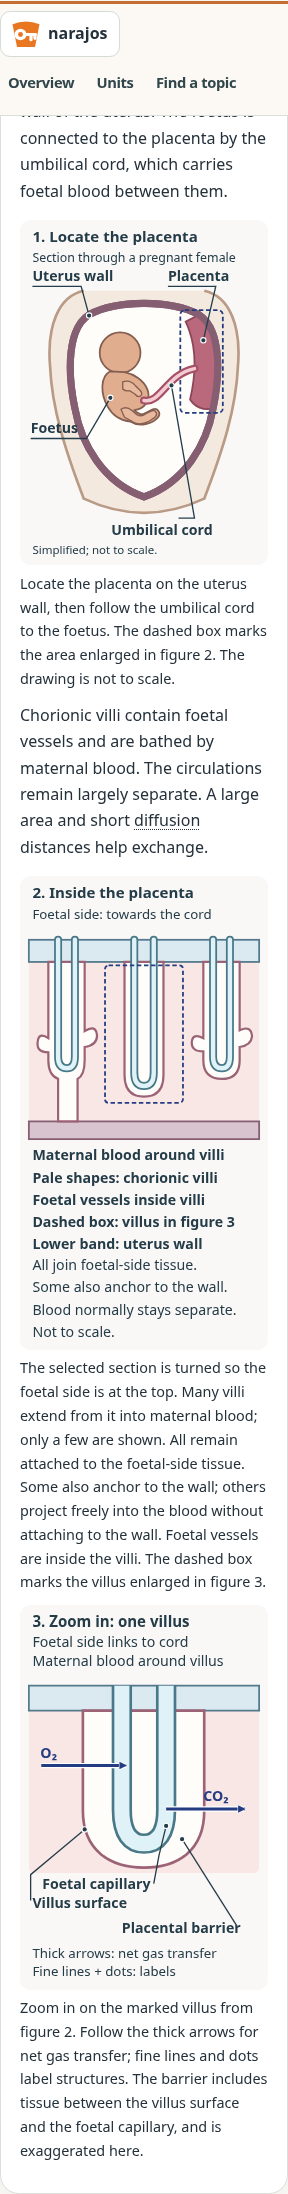 narajos
Overview Units Find a topic
connected to the placenta by the
umbilical cord, which carries
foetal blood between them.
1. Locate the placenta
Section through a pregnant female
Uterus wall Placenta
Foetus
Umbilical cord
Simplified; not to scale.
Locate the placenta on the uterus
wall, then follow the umbilical cord
to the foetus. The dashed box marks
the area enlarged in figure 2. The
drawing is not to scale.
Chorionic villi contain foetal
vessels and are bathed by
maternal blood. The circulations
remain largely separate. A large
area and short diffusion
distances help exchange.
2. Inside the placenta
Foetal side: towards the cord
Maternal blood around villi
Pale shapes: chorionic villi
Foetal vessels inside villi
Dashed box: villus in figure 3
Lower band: uterus wall
All join foetal-side tissue.
Some also anchor to the wall.
Blood normally stays separate.
Not to scale.
The selected section is turned so the
foetal side is at the top. Many villi
extend from it into maternal blood;
only a few are shown. All remain
attached to the foetal-side tissue.
Some also anchor to the wall; others
project freely into the blood without
attaching to the wall. Foetal vessels
are inside the villi. The dashed box
marks the villus enlarged in figure 3.
3. Zoom in: one villus
Foetal side links to cord
Maternal blood around villus
O₂
CO₂
Foetal capillary
Villus surface
Placental barrier
Thick arrows: net gas transfer
Fine lines + dots: labels
Zoom in on the marked villus from
figure 2. Follow the thick arrows for
net gas transfer; fine lines and dots
label structures. The barrier includes
tissue between the villus surface
and the foetal capillary, and is
exaggerated here.